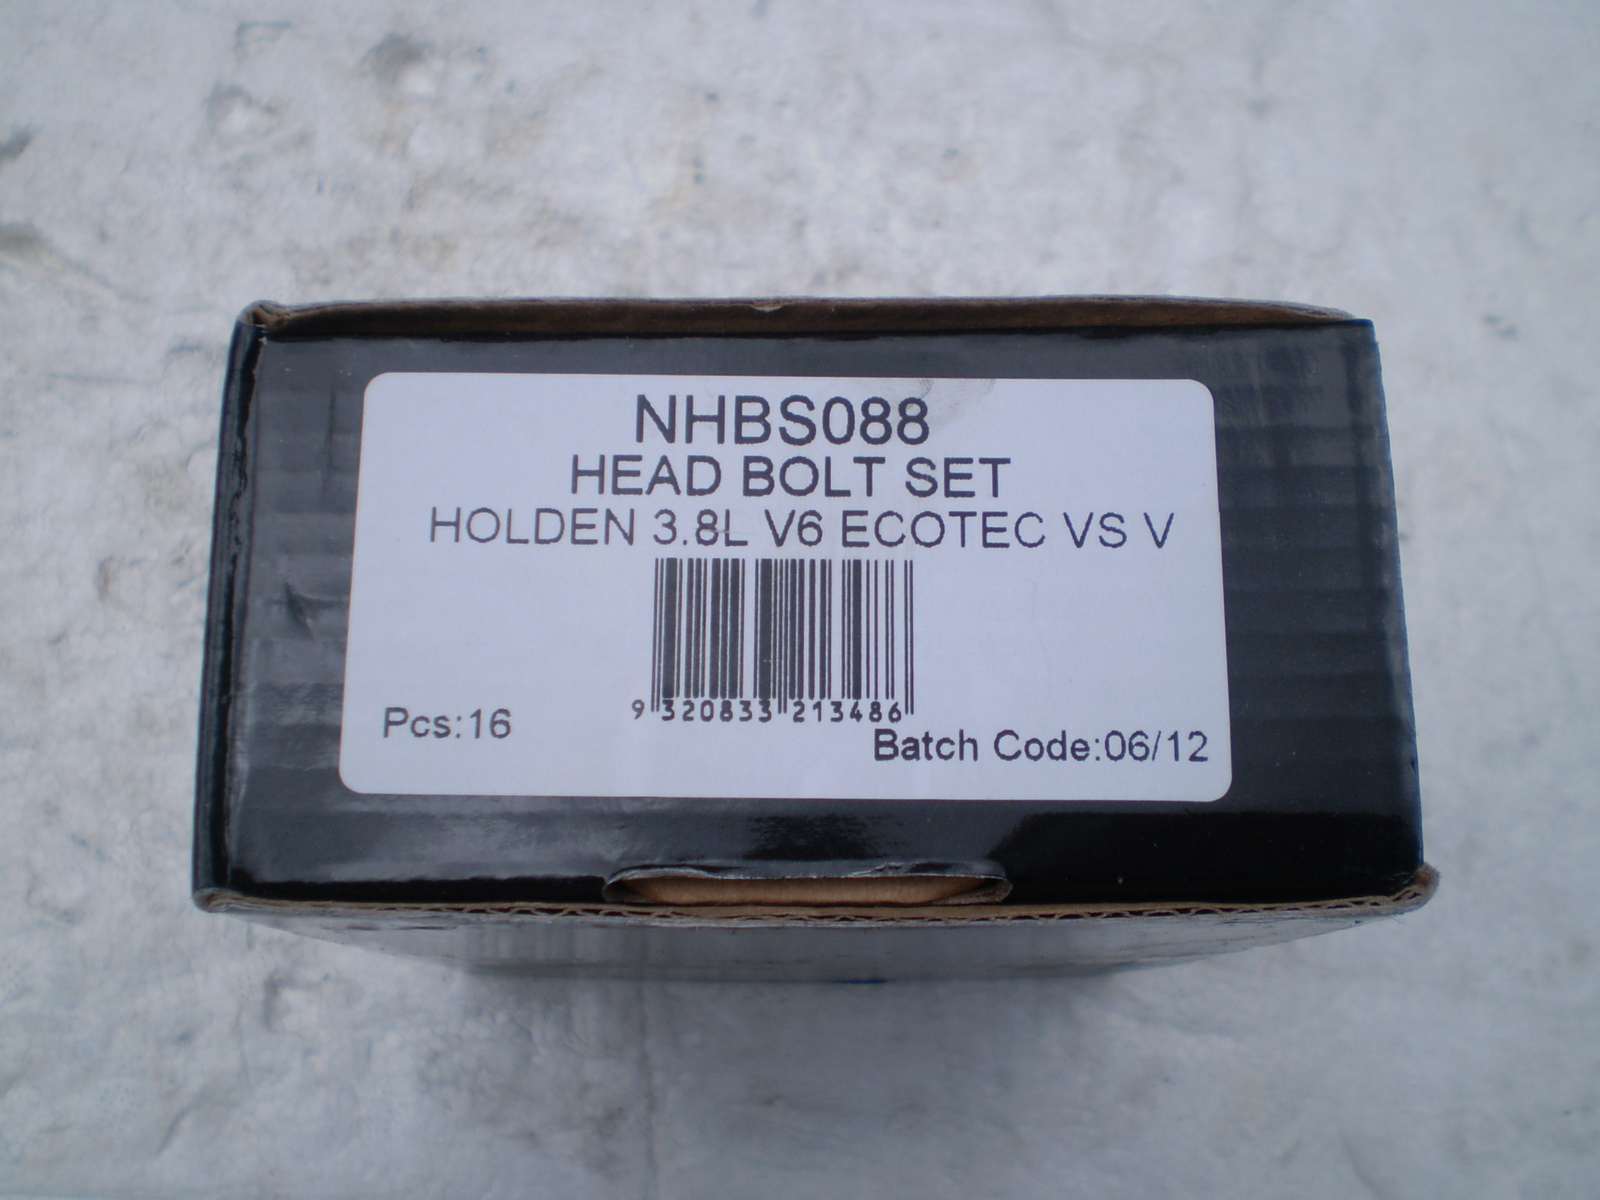 NHBS088
HEAD BOLT SET
HOLDEN 3.8L V6 ECOTEC VS V
9 320833 213486
Pcs:16
Batch Code:06/12